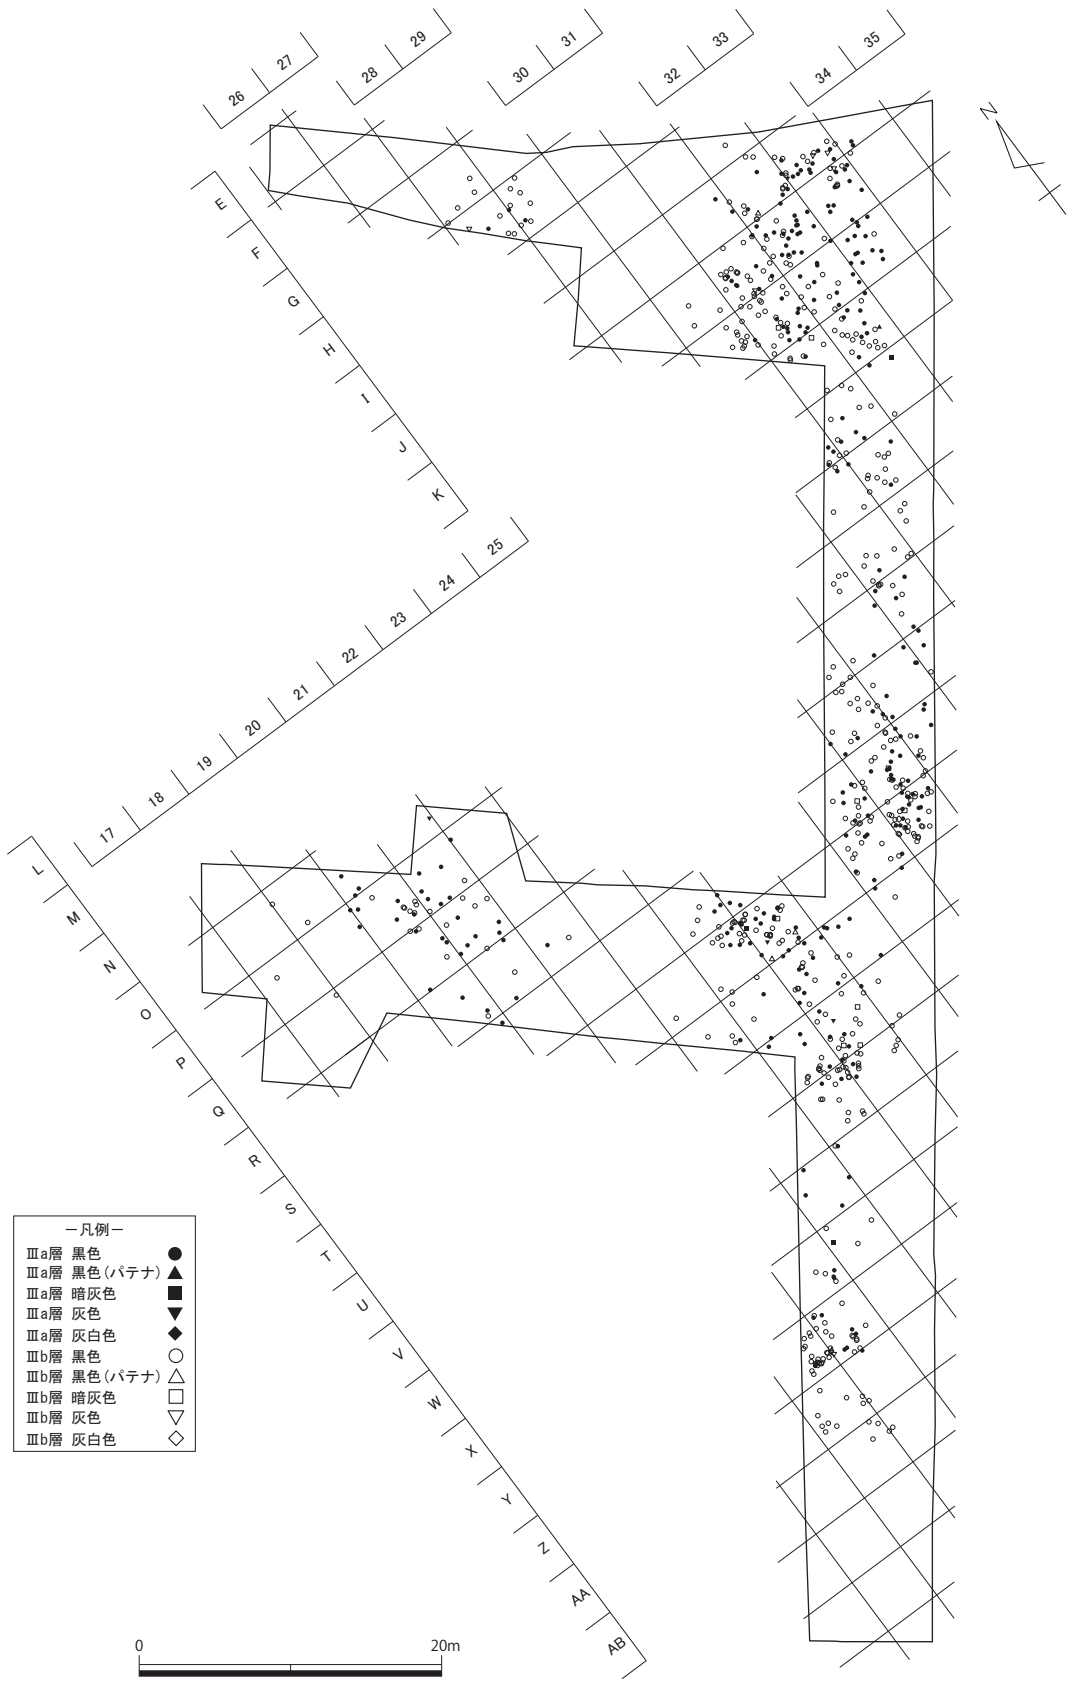 26
27
28
29
30
31
32
33
34
35
N
E
F
G
H
I
J
K
17
18
19
20
21
22
23
24
25
L
M
N
O
P
Q
R
S
T
U
V
W
X
Y
Z
AA
AB
－凡例－
Ⅲa層 黒色
Ⅲa層 黒色(パテナ)
Ⅲa層 暗灰色
Ⅲa層 灰色
Ⅲa層 灰白色
Ⅲb層 黒色
Ⅲb層 黒色(パテナ)
Ⅲb層 暗灰色
Ⅲb層 灰色
Ⅲb層 灰白色
0 20m